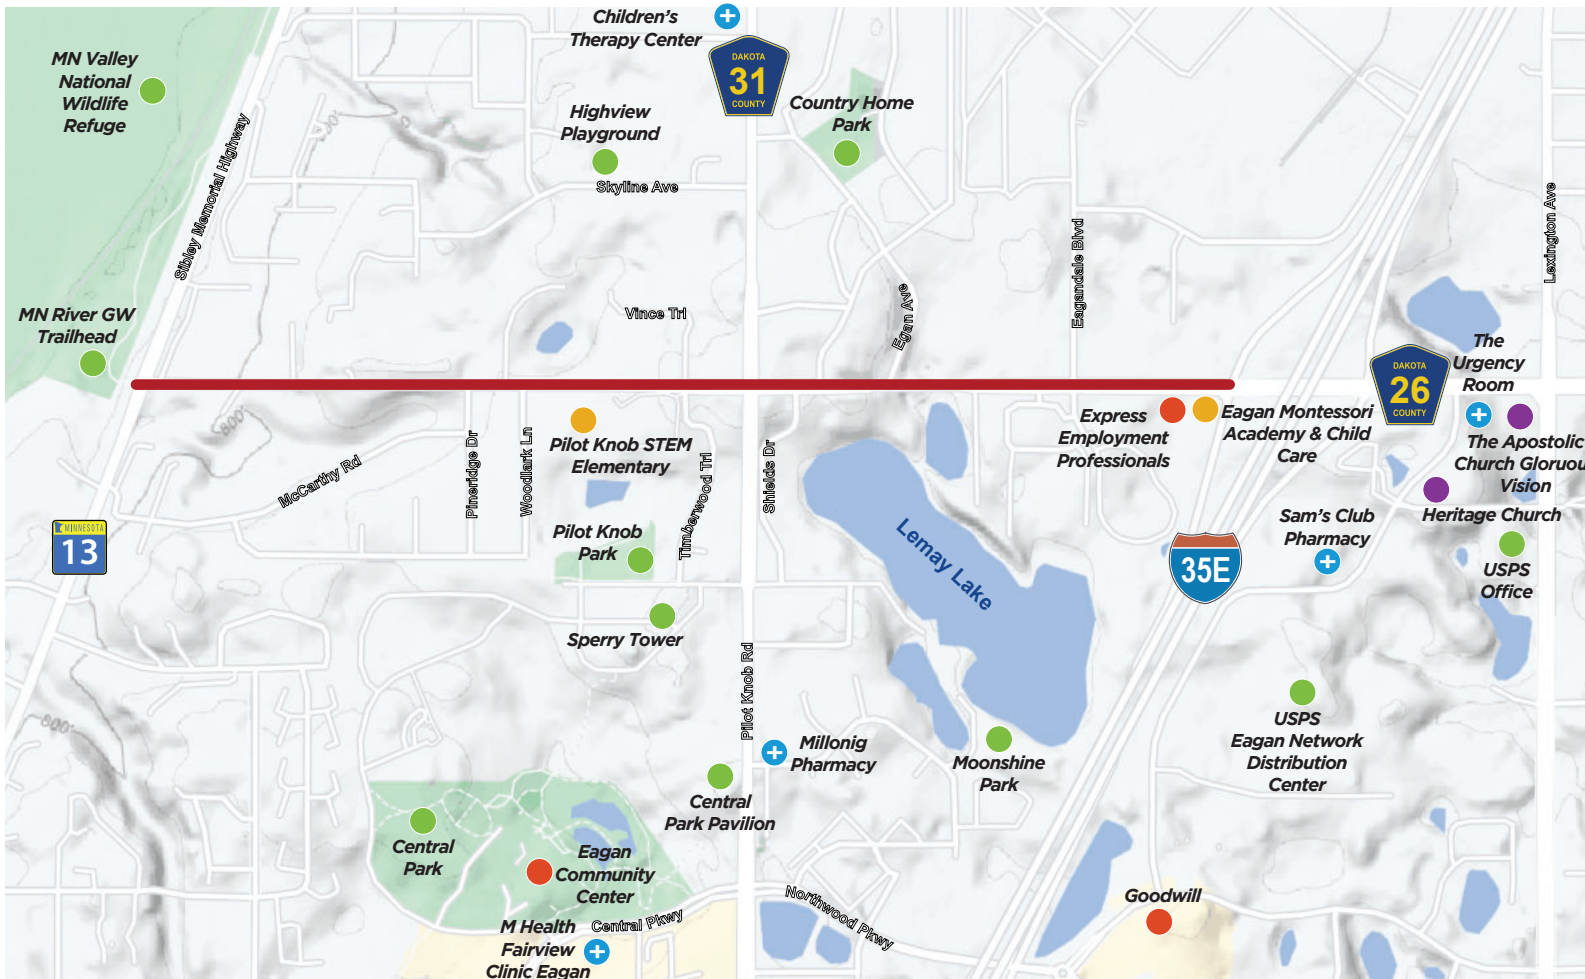 Children's
Therapy Center
MN Valley
National
Wildlife
Refuge
DAKOTA
31
COUNTY
Country Home
Park
Highview
Playground
Skyline Ave
Sibley Memorial Highway
800'
Lexington Ave
Eagandale Blvd
Egan Ave
Vince Trl
MN River GW
Trailhead
The
Urgency
Room
DAKOTA
26
COUNTY
Express
Employment
Professionals
Eagan Montessori
Academy & Child
Care
The Apostolic
Church Gloruou
Vision
Heritage Church
Pilot Knob STEM
Elementary
800'
McCarthy Rd
Pineridge Dr
Woodlark Ln
Timberwood Trl
Shields Dr
Lemay Lake
Sam's Club
Pharmacy
MINNESOTA
13
Pilot Knob
Park
35E
USPS
Office
Sperry Tower
Pilot Knob Rd
800'
USPS
Eagan Network
Distribution
Center
Millonig
Pharmacy
Moonshine
Park
Central
Park Pavilion
Central
Park
Eagan
Community
Center
Goodwill
Northwood Pkwy
Central Pkwy
M Health
Fairview
Clinic Eagan